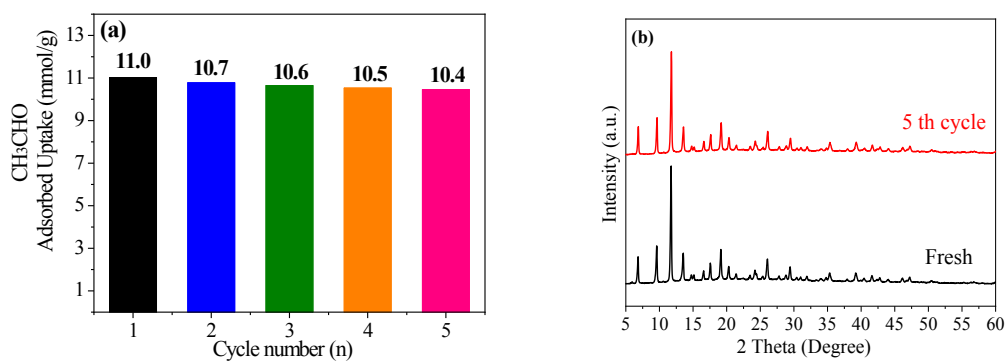 (a)
CH₃CHO
Adsorbed Uptake (mmol/g)
13
11
9
7
5
3
1
11.0
10.7
10.6
10.5
10.4
1 2 3 4 5
Cycle number (n)
(b)
Intensity (a.u.)
5 th cycle
Fresh
5 10 15 20 25 30 35 40 45 50 55 60
2 Theta (Degree)